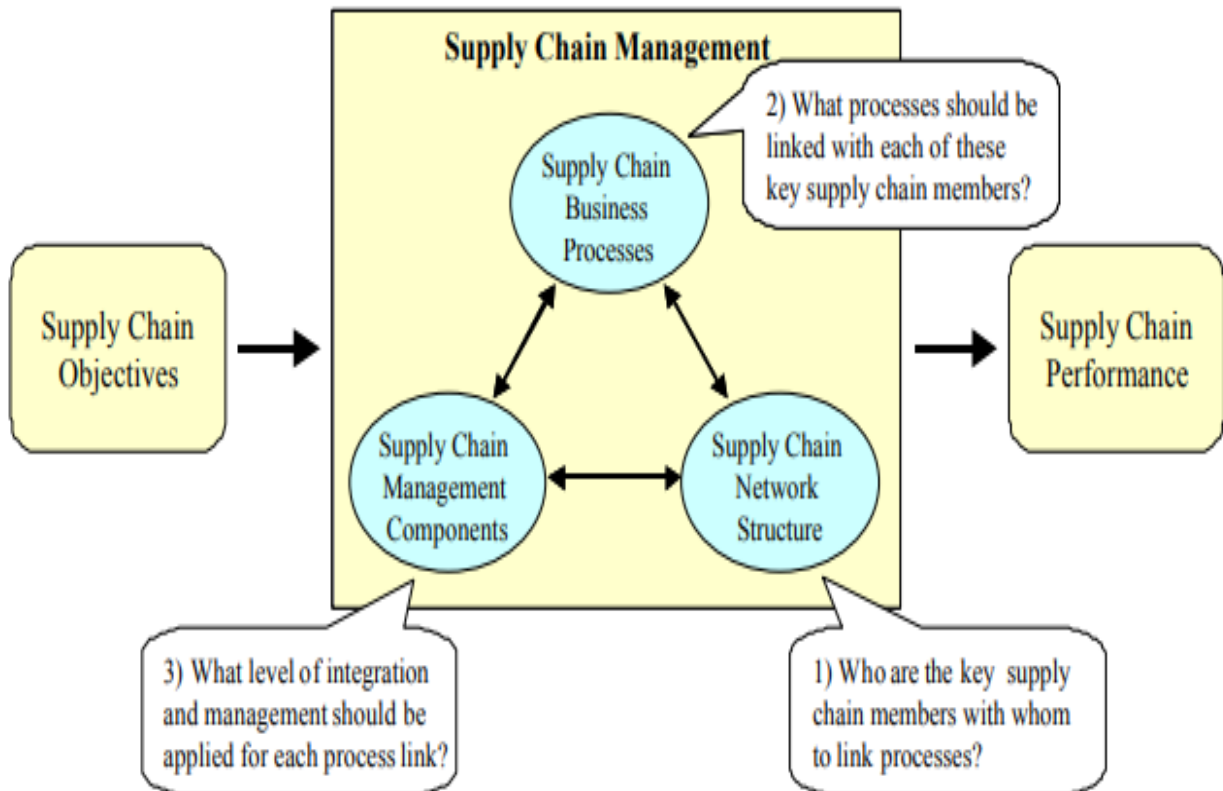 Supply Chain Management
2) What processes should be
linked with each of these
key supply chain members?
Supply Chain
Business
Processes
Supply Chain
Objectives
Supply Chain
Performance
Supply Chain
Management
Components
Supply Chain
Network
Structure
3) What level of integration
and management should be
applied for each process link?
1) Who are the key supply
chain members with whom
to link processes?